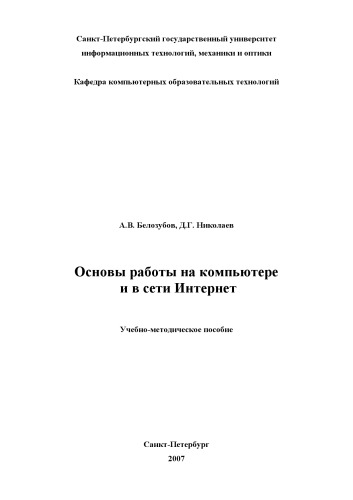 Санкт-Петербургский государственный университет
информационных технологий, механики и оптики
Кафедра компьютерных образовательных технологий
А.В. Белозубов, Д.Г. Николаев
Основы работы на компьютере
и в сети Интернет
Учебно-методическое пособие
Санкт-Петербург
2007